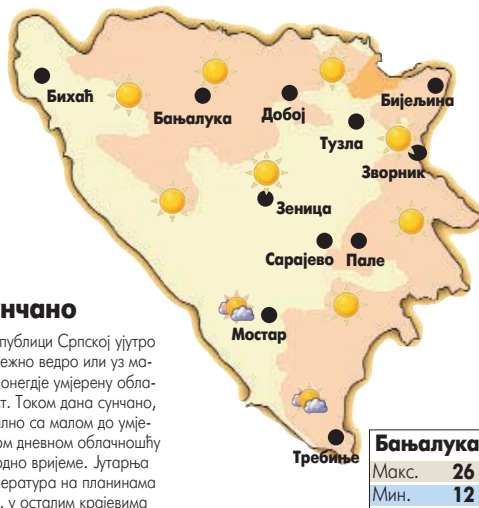 Бихаћ
Бањалука
Добој
Бијељина
Тузла
Зворник
Зеница
Сарајево
Пале
Мостар
Требиње
нчано
публици Српској ујутро
тежно ведро или уз ма-
онегдје умјерену обла-
т. Током дана сунчано,
ално са малом до умје-
ом дневном облачношћу
дно вријеме. Јутарња
ература на планинама
, у осталим крајевима
Бањалука
Макс. 26
Мин. 12